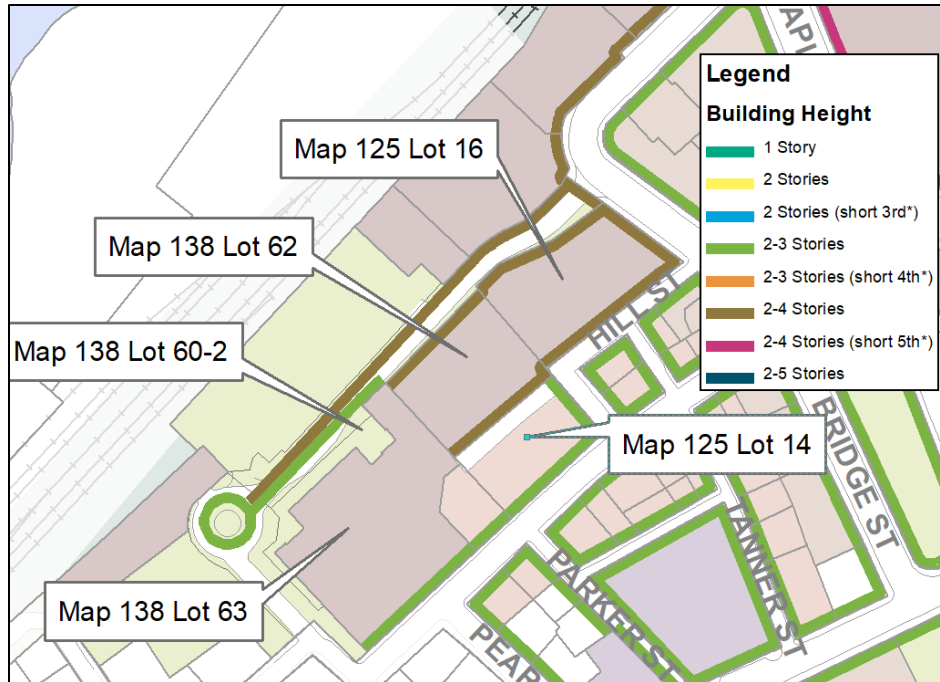 API
Legend
Building Height
1 Story
2 Stories
2 Stories (short 3rd*)
2-3 Stories
2-3 Stories (short 4th*)
2-4 Stories
2-4 Stories (short 5th*)
2-5 Stories
Map 125 Lot 16
Map 138 Lot 62
HILL ST
Map 138 Lot 60-2
BRIDGE ST
Map 125 Lot 14
TANNER ST
PARKER ST
Map 138 Lot 63
PEAR